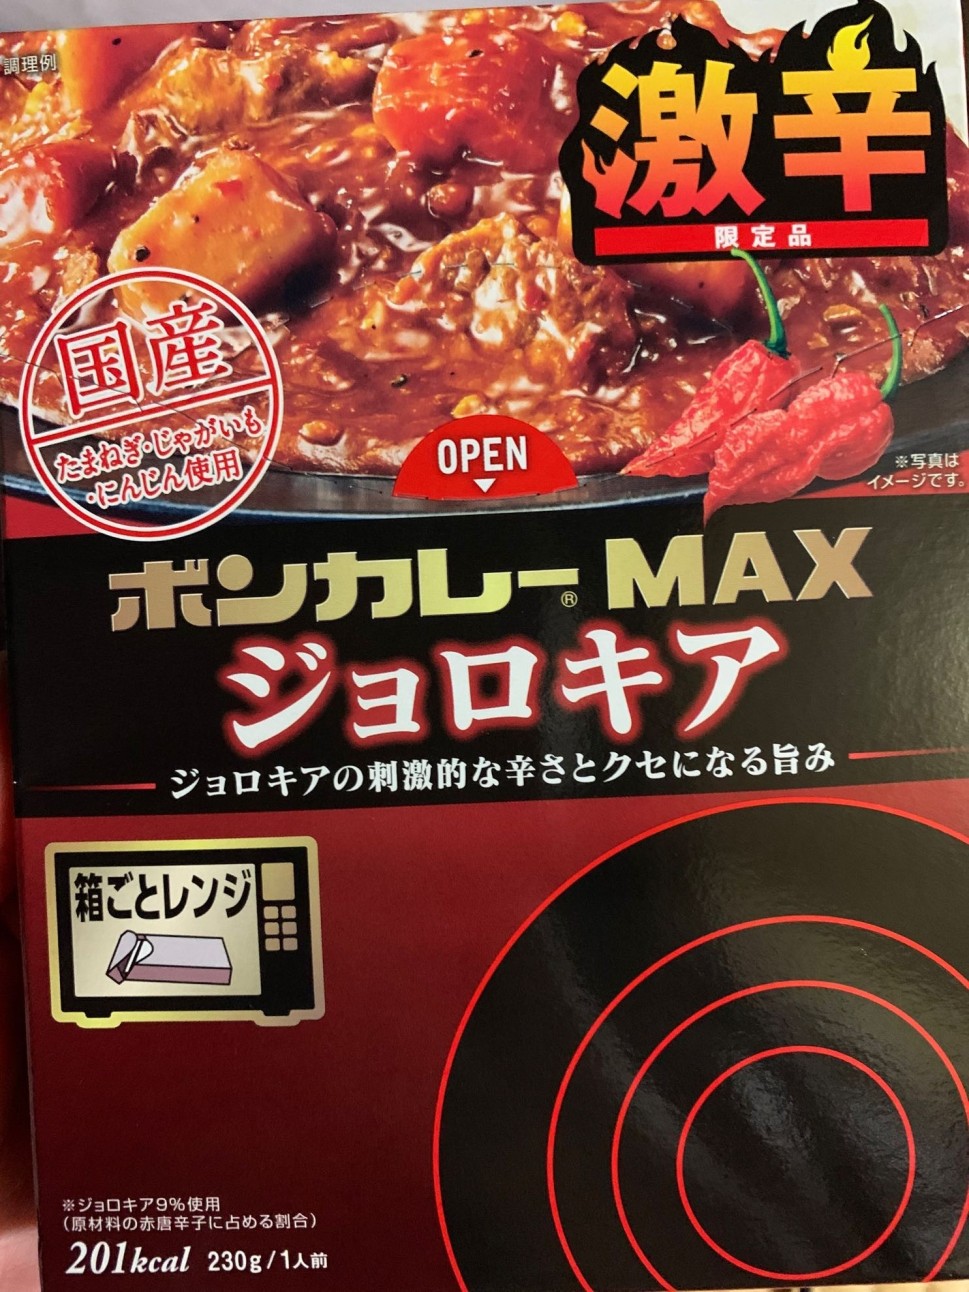 調理例
激辛
限定品
国産
たまねぎ・じゃがいも
・にんじん使用
OPEN
※写真は
イメージです。
ボンカレー® MAX
ジョロキア
ジョロキアの刺激的な辛さとクセになる旨み
箱ごとレンジ
※ジョロキア9%使用
(原材料の赤唐辛子に占める割合)
201kcal 230g/1人前